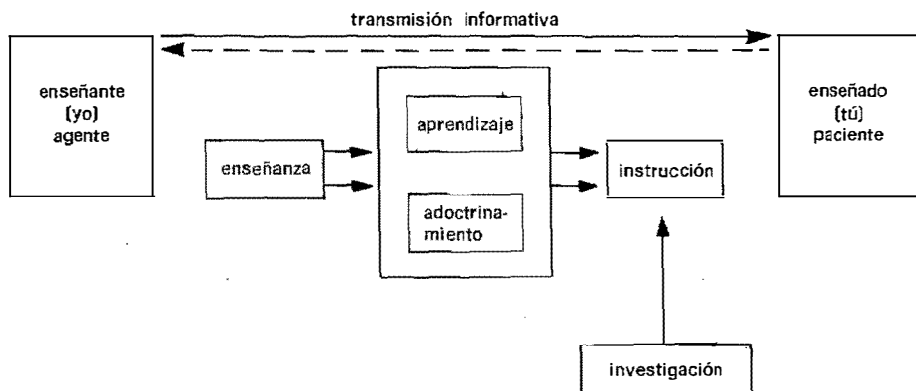 transmisión informativa
enseñante
(yo)
agente
enseñado
(tú)
paciente
aprendizaje
enseñanza
instrucción
adoctrina-
miento
investigación